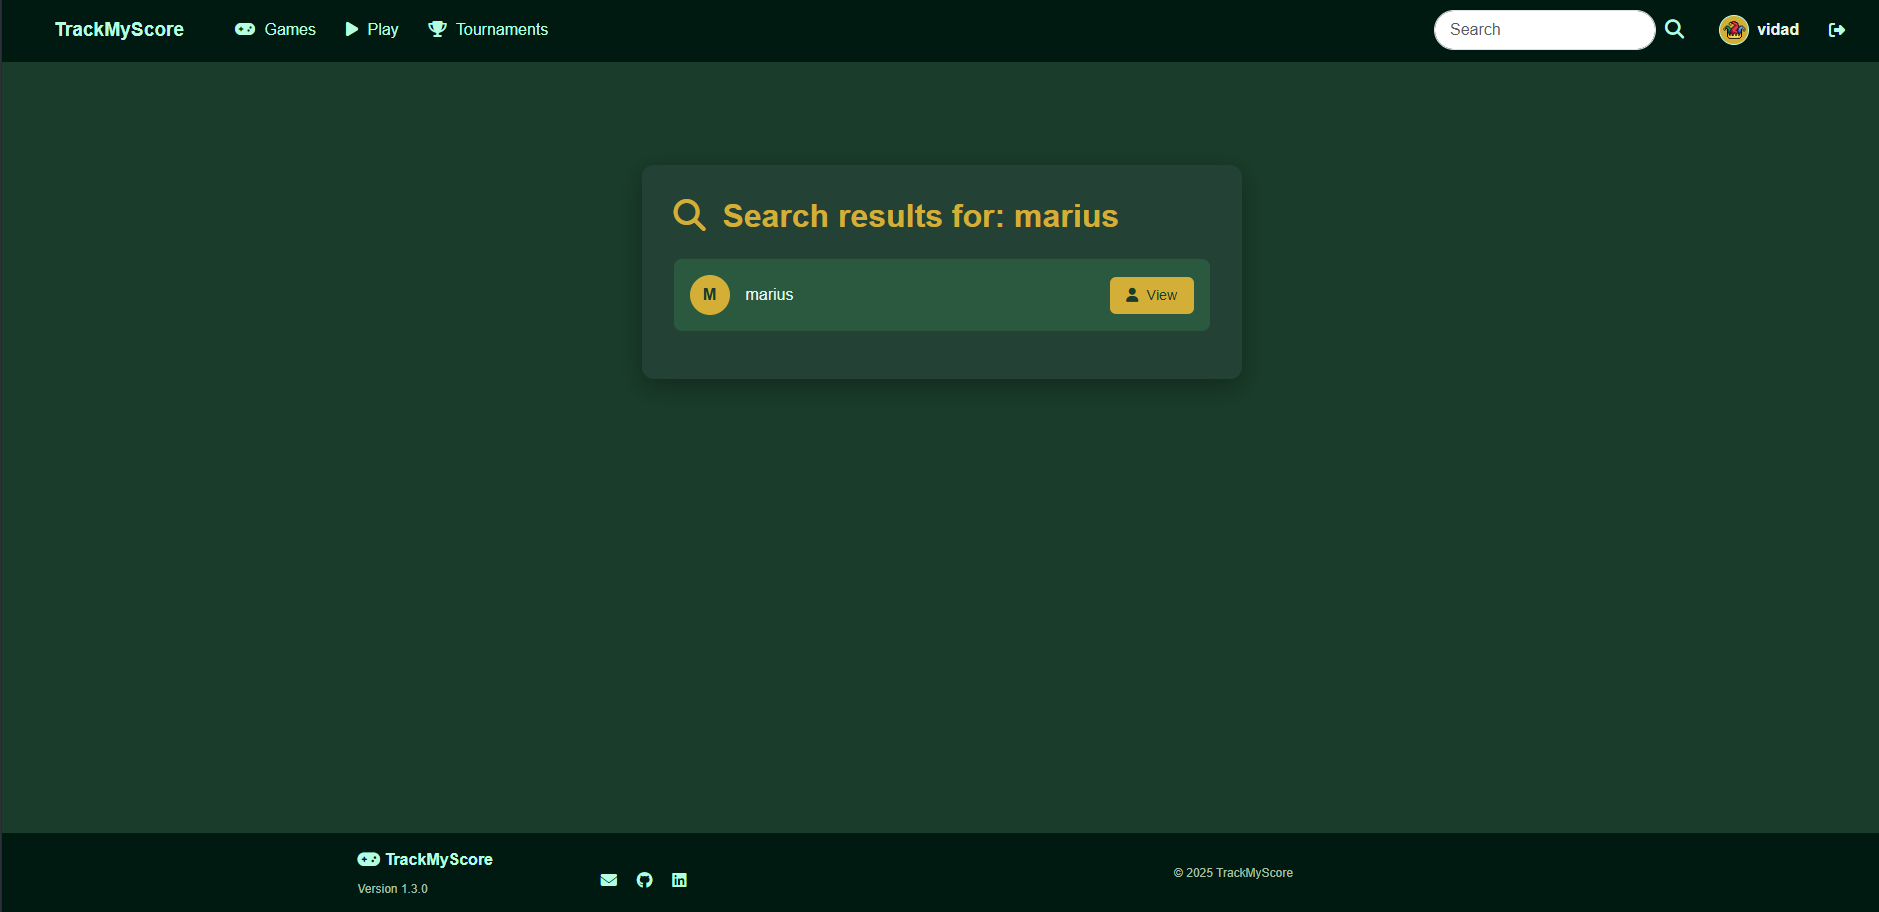 TrackMyScore Games Play Tournaments Search vidad
Search results for: marius
M marius View
TrackMyScore
Version 1.3.0
© 2025 TrackMyScore